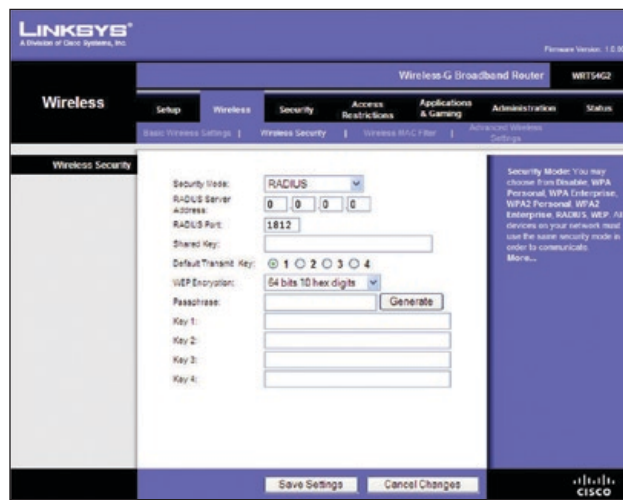 LINKSYS®
A Division of Cisco Systems, Inc.
Firmware Version: 1.0.0
Wireless-G Broadband Router WRT54G2
Wireless
Setup Wireless Security Access Restrictions Applications & Gaming Administration Status
Basic Wireless Settings | Wireless Security | Wireless MAC Filter | Advanced Wireless Settings
Wireless Security
Security Mode: RADIUS
RADIUS Server Address: 0 . 0 . 0 . 0
RADIUS Port: 1812
Shared Key:
Default Transmit Key: 1 2 3 4
WEP Encryption: 64 bits 10 hex digits
Passphrase: Generate
Key 1:
Key 2:
Key 3:
Key 4:
Security Mode: You may
choose from Disable, WPA
Personal, WPA Enterprise,
WPA2 Personal, WPA2
Enterprise, RADIUS, WEP. All
devices on your network must
use the same security mode in
order to communicate.
More...
Save Settings Cancel Changes
CISCO